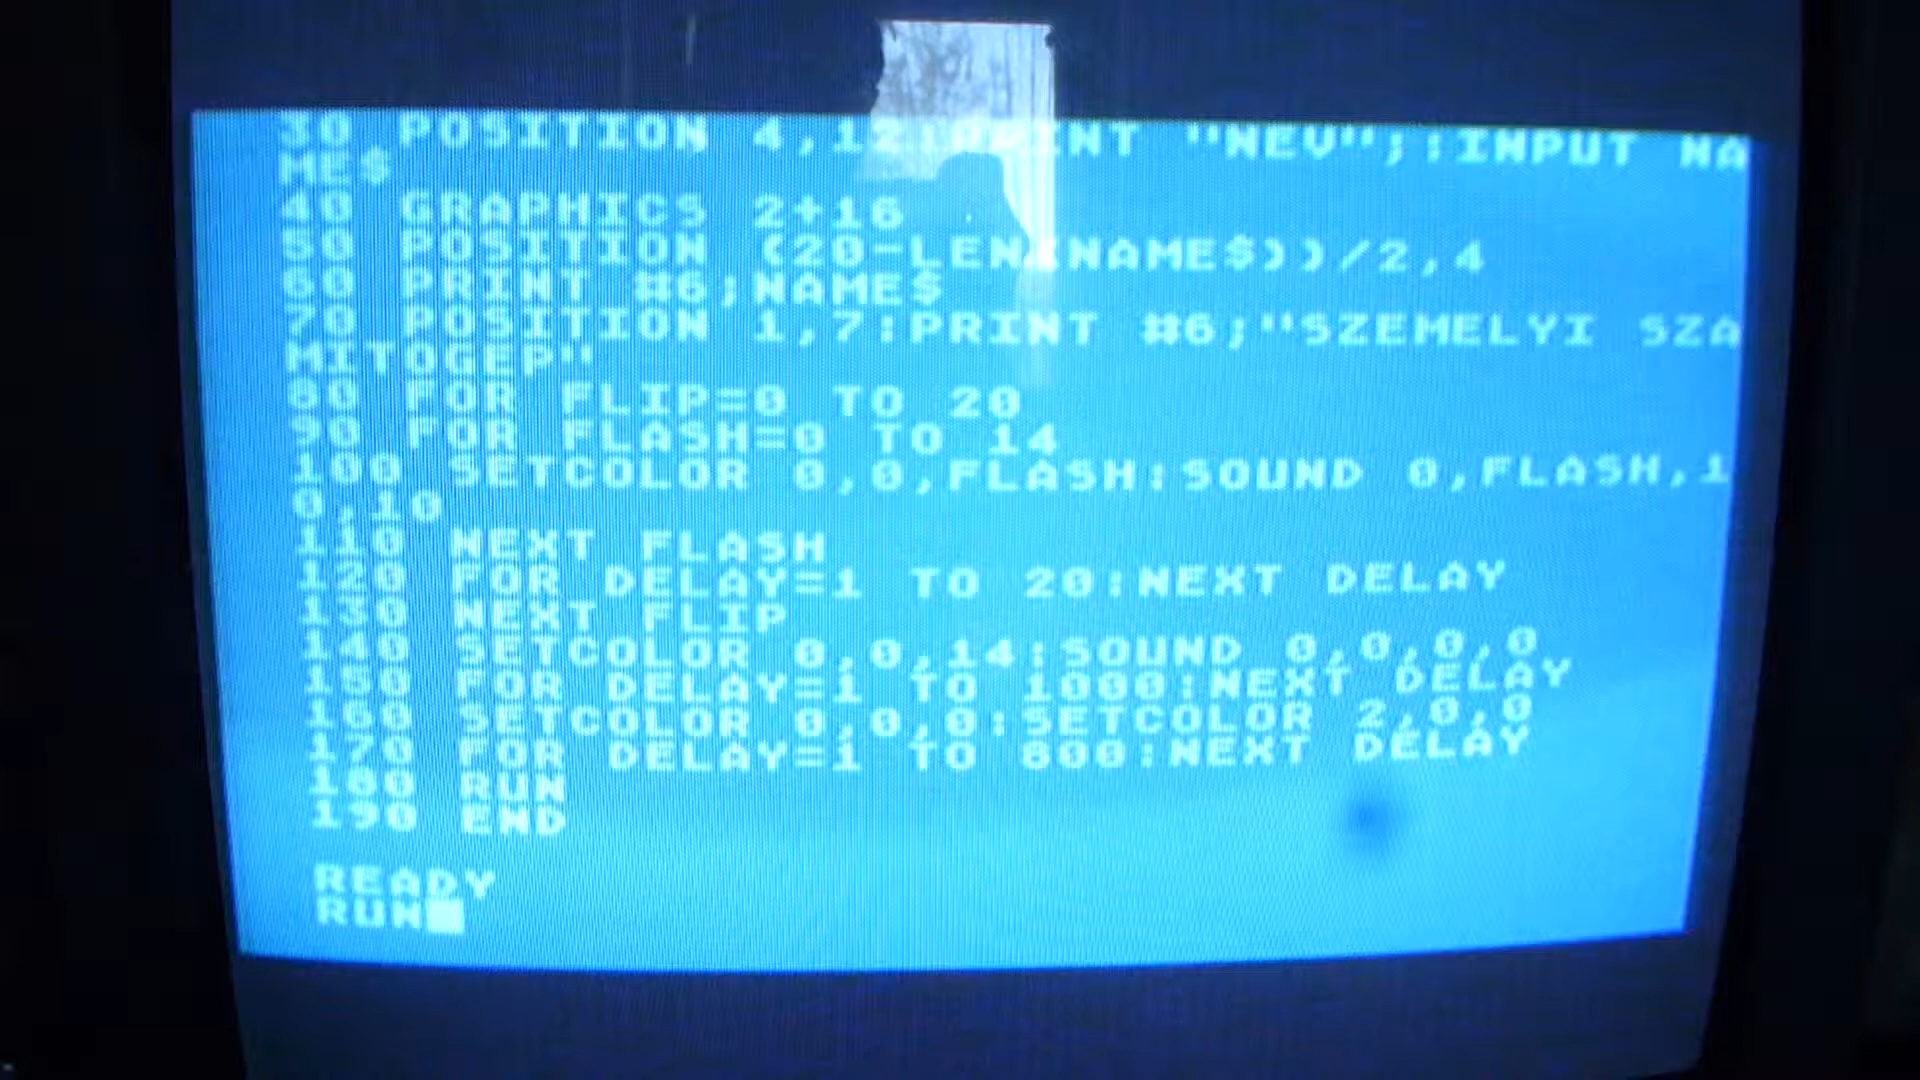 30 POSITION 4,12:PRINT "NEV";:INPUT NA
ME$
40 GRAPHICS 2+16
50 POSITION (20-LEN(NAME$))/2,4
60 PRINT #6;NAME$
70 POSITION 1,7:PRINT #6;"SZEMELYI SZA
MITOGEP"
80 FOR FLIP=0 TO 20
90 FOR FLASH=0 TO 14
100 SETCOLOR 0,0,FLASH:SOUND 0,FLASH,1
0,10
110 NEXT FLASH
120 FOR DELAY=1 TO 20:NEXT DELAY
130 NEXT FLIP
140 SETCOLOR 0,0,14:SOUND 0,0,0,0
150 FOR DELAY=1 TO 1000:NEXT DELAY
160 SETCOLOR 0,0,0:SETCOLOR 2,0,0
170 FOR DELAY=1 TO 800:NEXT DELAY
180 RUN
190 END
READY
RUN